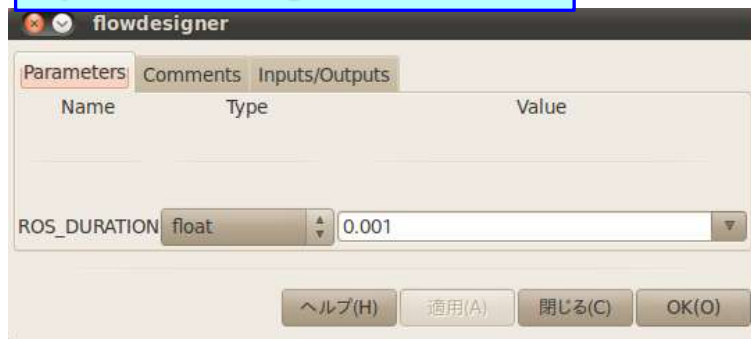 flowdesigner
Parameters Comments Inputs/Outputs
Name Type Value
ROS_DURATION float 0.001
ヘルプ(H) 適用(A) 閉じる(C) OK(O)